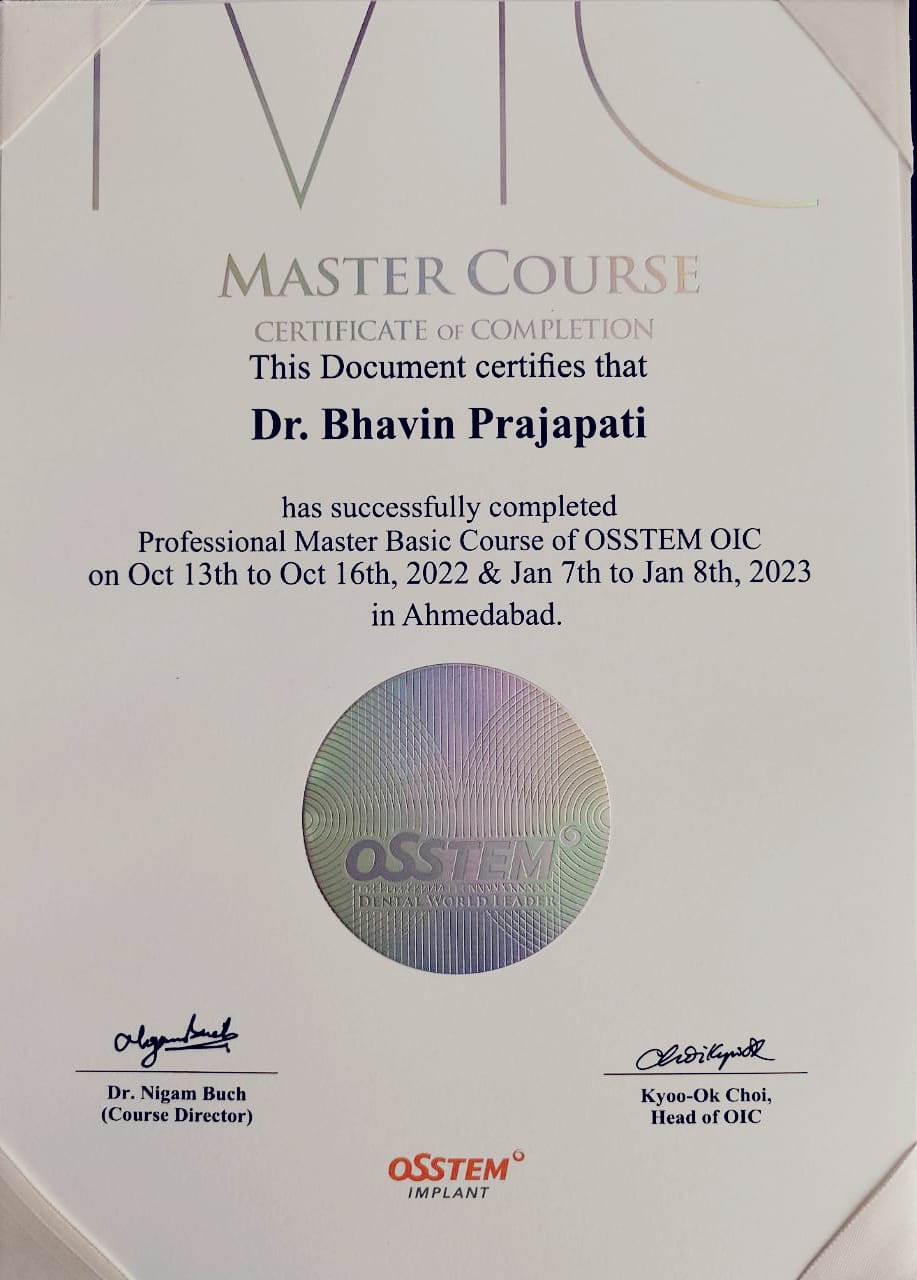 MASTER COURSE
CERTIFICATE OF COMPLETION
This Document certifies that
Dr. Bhavin Prajapati
has successfully completed
Professional Master Basic Course of OSSTEM OIC
on Oct 13th to Oct 16th, 2022 & Jan 7th to Jan 8th, 2023
in Ahmedabad.
OSSTEM
DENTAL WORLD LEADER
Dr. Nigam Buch
(Course Director)
Kyoo-Ok Choi,
Head of OIC
OSSTEM
IMPLANT